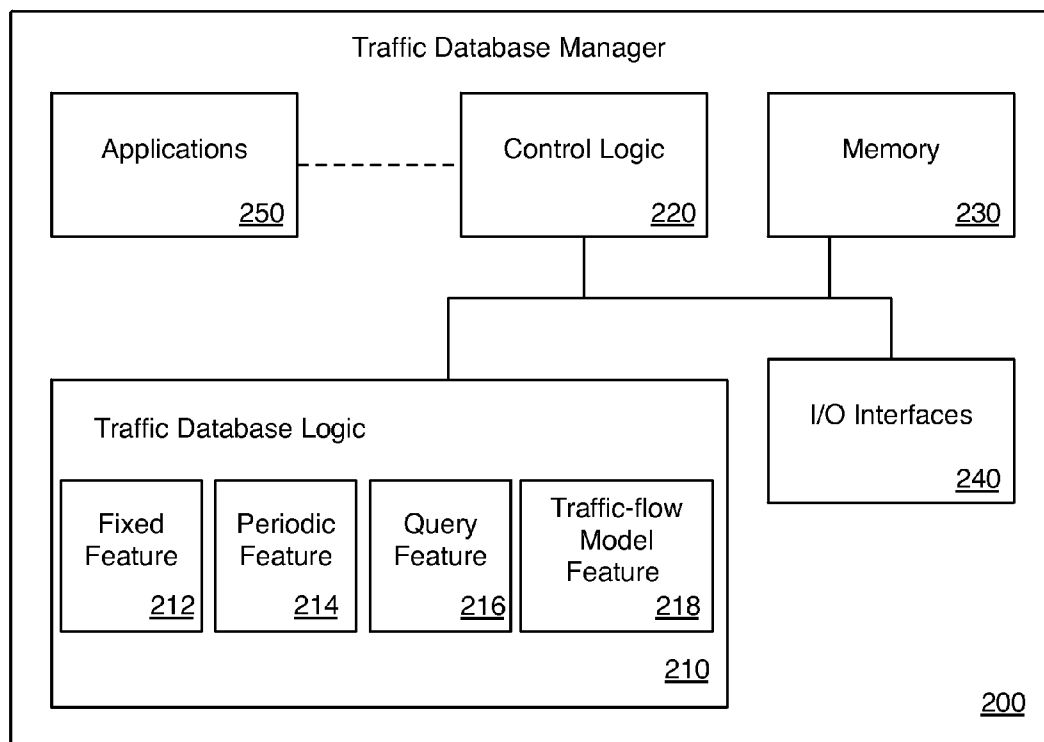 Traffic Database Manager
Applications
250
Control Logic
220
Memory
230
Traffic Database Logic
Fixed
Feature
212
Periodic
Feature
214
Query
Feature
216
Traffic-flow
Model
Feature
218
210
I/O Interfaces
240
200